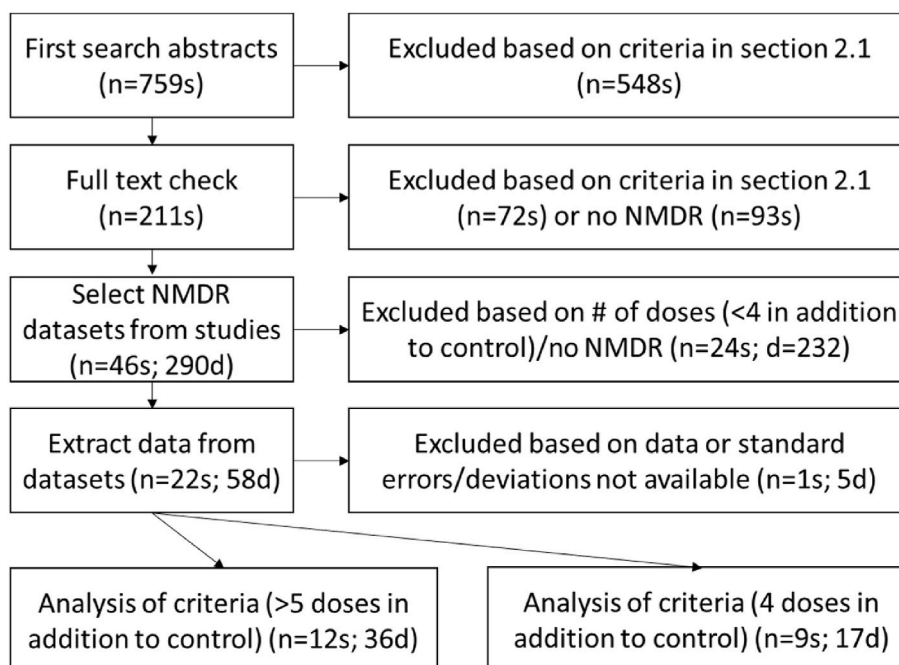 First search abstracts
(n=759s)
Excluded based on criteria in section 2.1
(n=548s)
Full text check
(n=211s)
Excluded based on criteria in section 2.1
(n=72s) or no NMDR (n=93s)
Select NMDR
datasets from studies
(n=46s; 290d)
Excluded based on # of doses (<4 in addition
to control)/no NMDR (n=24s; d=232)
Extract data from
datasets (n=22s; 58d)
Excluded based on data or standard
errors/deviations not available (n=1s; 5d)
Analysis of criteria (>5 doses in
addition to control) (n=12s; 36d)
Analysis of criteria (4 doses in
addition to control) (n=9s; 17d)